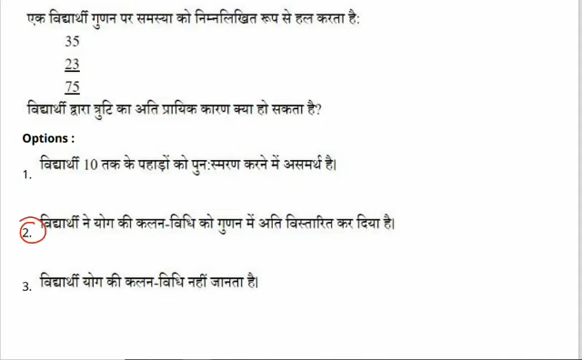 एक विद्यार्थी गुणन पर समस्या को निम्नलिखित रूप से हल करता है:
35
23
75
विद्यार्थी द्वारा त्रुटि का अति प्रायिक कारण क्या हो सकता है?
Options :
1. विद्यार्थी 10 तक के पहाड़ों को पुन:स्मरण करने में असमर्थ है।
2. विद्यार्थी ने योग की कलन-विधि को गुणन में अति विस्तारित कर दिया है।
3. विद्यार्थी योग की कलन-विधि नहीं जानता है।